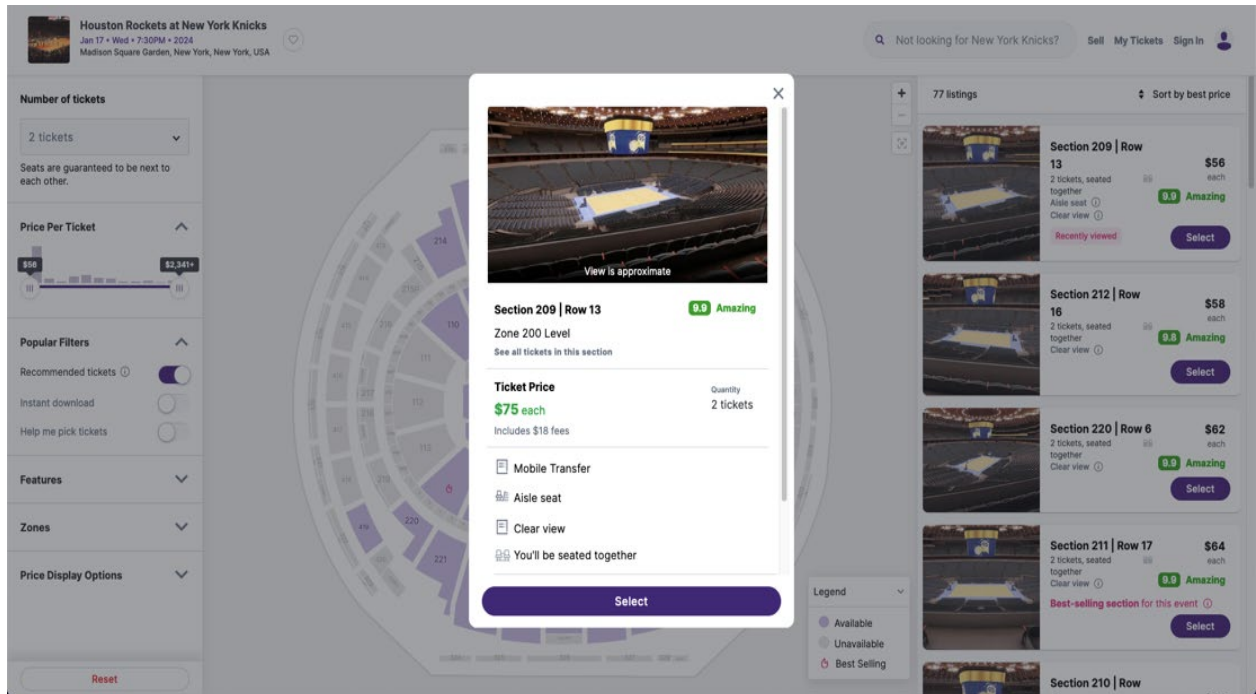 Houston Rockets at New York Knicks
Jan 17 • Wed • 7:30PM • 2024
Madison Square Garden, New York, New York, USA
Not looking for New York Knicks?
Sell My Tickets Sign In
Number of tickets
2 tickets
Seats are guaranteed to be next to
each other.
Price Per Ticket
$56 $2,341+
Popular Filters
Recommended tickets
Instant download
Help me pick tickets
Features
Zones
Price Display Options
Reset
214
110
111
112
113
220
221
View is approximate
Section 209 | Row 13 9.9 Amazing
Zone 200 Level
See all tickets in this section
Ticket Price Quantity
$75 each 2 tickets
Includes $18 fees
Mobile Transfer
Aisle seat
Clear view
You'll be seated together
Select
Legend
Available
Unavailable
Best Selling
77 listings Sort by best price
Section 209 | Row
13 $56
2 tickets, seated each
together
Aisle seat 9.9 Amazing
Clear view
Recently viewed Select
Section 212 | Row
16 $58
2 tickets, seated each
together
Clear view 9.8 Amazing
Select
Section 220 | Row 6 $62
2 tickets, seated each
together
Clear view 9.9 Amazing
Select
Section 211 | Row 17 $64
2 tickets, seated each
together
Clear view 9.9 Amazing
Best-selling section for this event
Select
Section 210 | Row